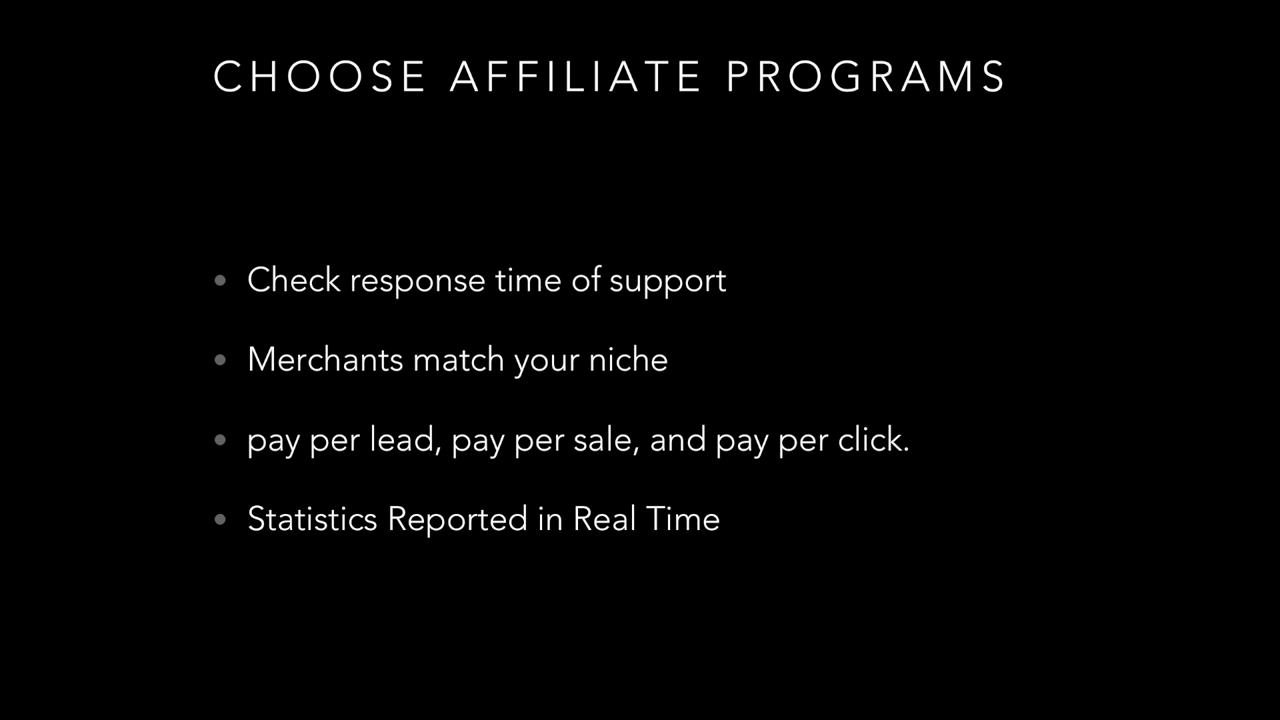 CHOOSE AFFILIATE PROGRAMS
• Check response time of support
• Merchants match your niche
• pay per lead, pay per sale, and pay per click.
• Statistics Reported in Real Time